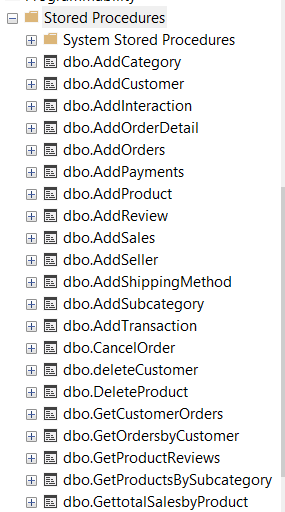 Stored Procedures
System Stored Procedures
dbo.AddCategory
dbo.AddCustomer
dbo.AddInteraction
dbo.AddOrderDetail
dbo.AddOrders
dbo.AddPayments
dbo.AddProduct
dbo.AddReview
dbo.AddSales
dbo.AddSeller
dbo.AddShippingMethod
dbo.AddSubcategory
dbo.AddTransaction
dbo.CancelOrder
dbo.deleteCustomer
dbo.DeleteProduct
dbo.GetCustomerOrders
dbo.GetOrdersbyCustomer
dbo.GetProductReviews
dbo.GetProductsBySubcategory
dbo.GettotalSalesbyProduct